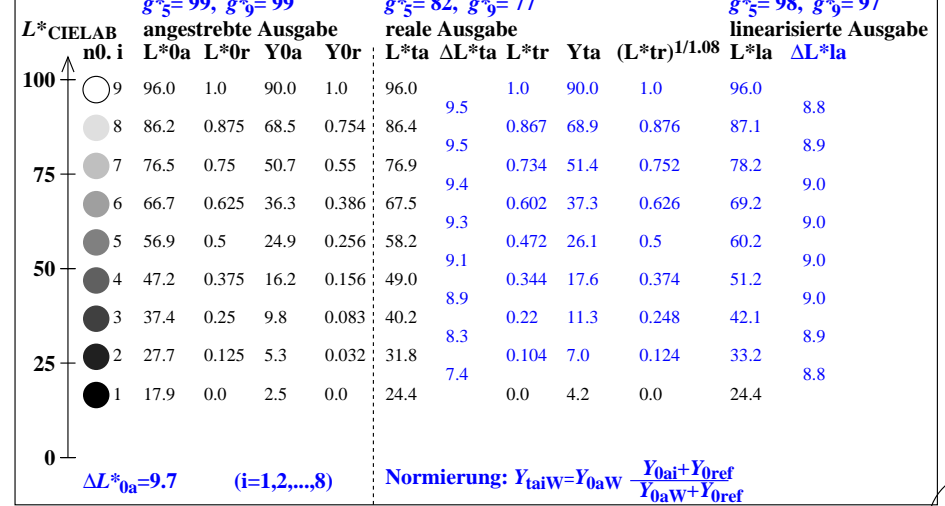 g*5= 99, g*9= 99 g*5= 82, g*9= 77 g*5= 98, g*9= 97
L*CIELAB angestrebte Ausgabe reale Ausgabe linearisierte Ausgabe
n0. i L*0a L*0r Y0a Y0r L*ta ΔL*ta L*tr Yta (L*tr)1/1.08 L*la ΔL*la
100 9 96.0 1.0 90.0 1.0 96.0 1.0 90.0 1.0 96.0
9.5 8.8
8 86.2 0.875 68.5 0.754 86.4 0.867 68.9 0.876 87.1
9.5 8.9
75 7 76.5 0.75 50.7 0.55 76.9 0.734 51.4 0.752 78.2
9.4 9.0
6 66.7 0.625 36.3 0.386 67.5 0.602 37.3 0.626 69.2
9.3 9.0
5 56.9 0.5 24.9 0.256 58.2 0.472 26.1 0.5 60.2
9.1 9.0
50 4 47.2 0.375 16.2 0.156 49.0 0.344 17.6 0.374 51.2
8.9 9.0
3 37.4 0.25 9.8 0.083 40.2 0.22 11.3 0.248 42.1
8.3 8.9
25 2 27.7 0.125 5.3 0.032 31.8 0.104 7.0 0.124 33.2
7.4 8.8
1 17.9 0.0 2.5 0.0 24.4 0.0 4.2 0.0 24.4
0
ΔL*0a=9.7 (i=1,2,...,8) Normierung: YtaiW=Y0aW Y0ai+Y0ref
Y0aW+Y0ref